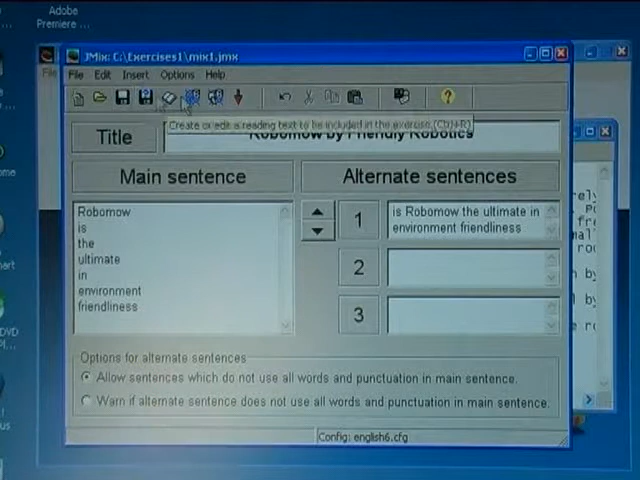 Adobe
Premiere ...
JMix: C:\Exercises1\mix1.jmx
File Edit Insert Options Help
Create or edit a reading text to be included in the exercise (Ctrl+R)
Title
Robomow by Friendly Robotics
Main sentence
Alternate sentences
Robomow
is
the
ultimate
in
environment
friendliness
1
is Robomow the ultimate in
environment friendliness
2
3
Options for alternate sentences
Allow sentences which do not use all words and punctuation in main sentence.
Warn if alternate sentence does not use all words and punctuation in main sentence.
Config: english6.cfg